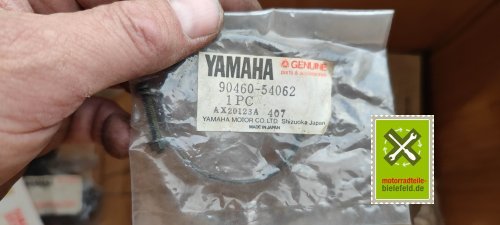 YAMAHA
GENUINE
parts & accessories
90460-54062
1PC
AX20123A 407
YAMAHA MOTOR CO.,LTD. Shizuoka Japan
MADE IN JAPAN
motorradteile-
bielefeld.de